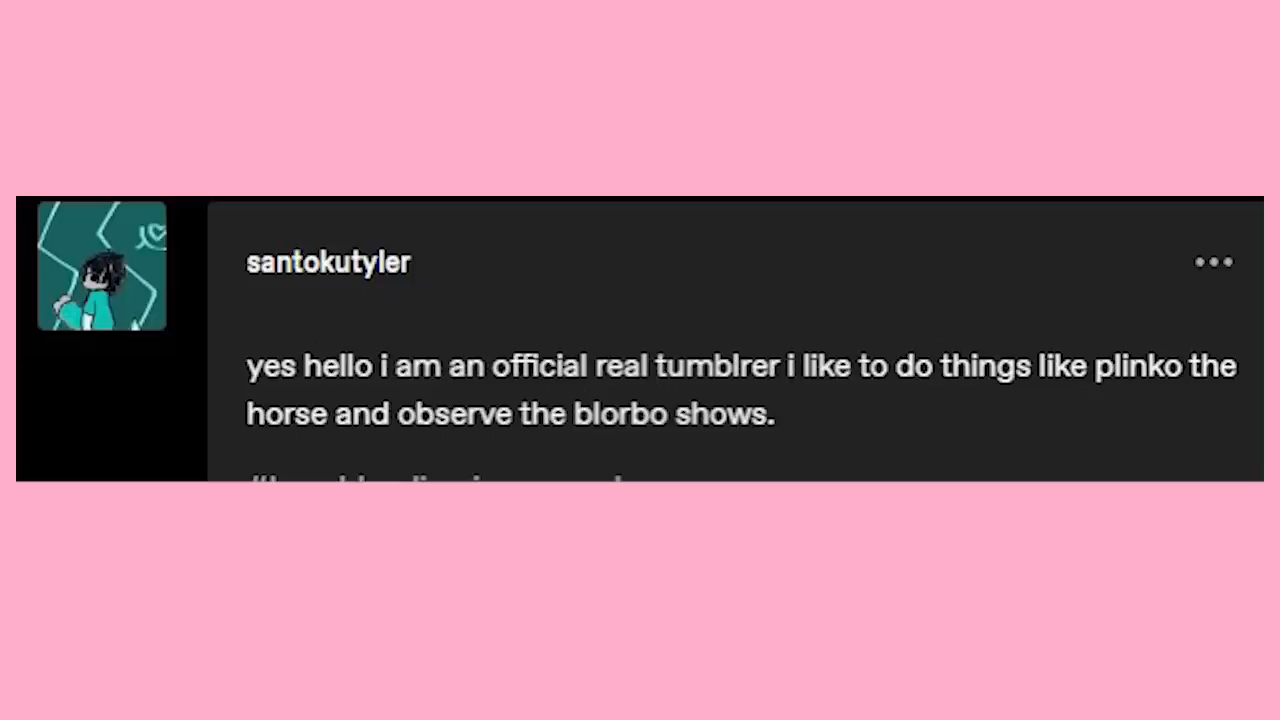 santokutyler
yes hello i am an official real tumblrer i like to do things like plinko the
horse and observe the blorbo shows.